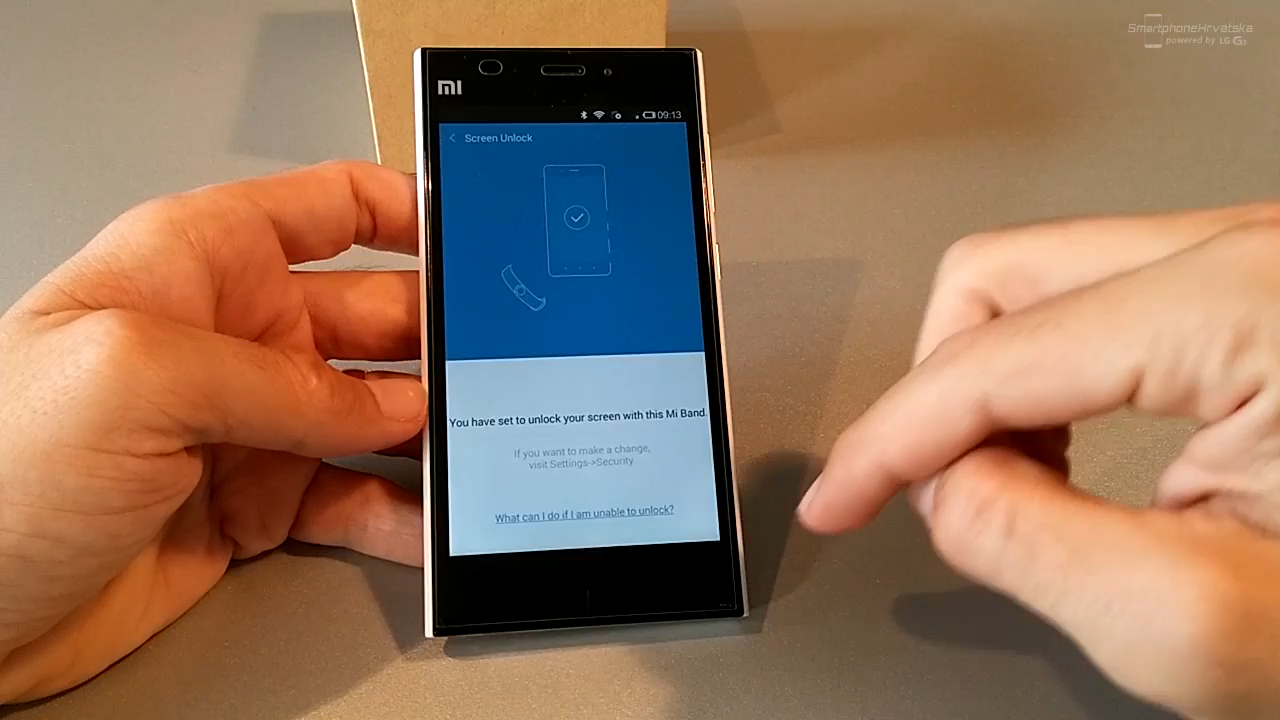 SmartphoneHrvatska
powered by LG G3
MI
09:13
Screen Unlock
You have set to unlock your screen with this Mi Band.
If you want to make a change,
visit Settings->Security.
What can I do if I am unable to unlock?